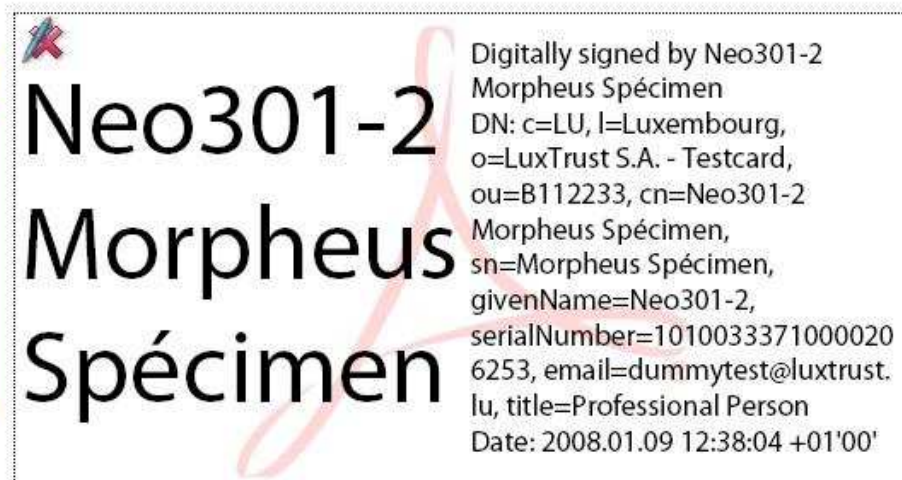 Neo301-2
Morpheus
Spécimen
Digitally signed by Neo301-2
Morpheus Spécimen
DN: c=LU, l=Luxembourg,
o=LuxTrust S.A. - Testcard,
ou=B112233, cn=Neo301-2
Morpheus Spécimen,
sn=Morpheus Spécimen,
givenName=Neo301-2,
serialNumber=1010033371000020
6253, email=dummytest@luxtrust.
lu, title=Professional Person
Date: 2008.01.09 12:38:04 +01'00'